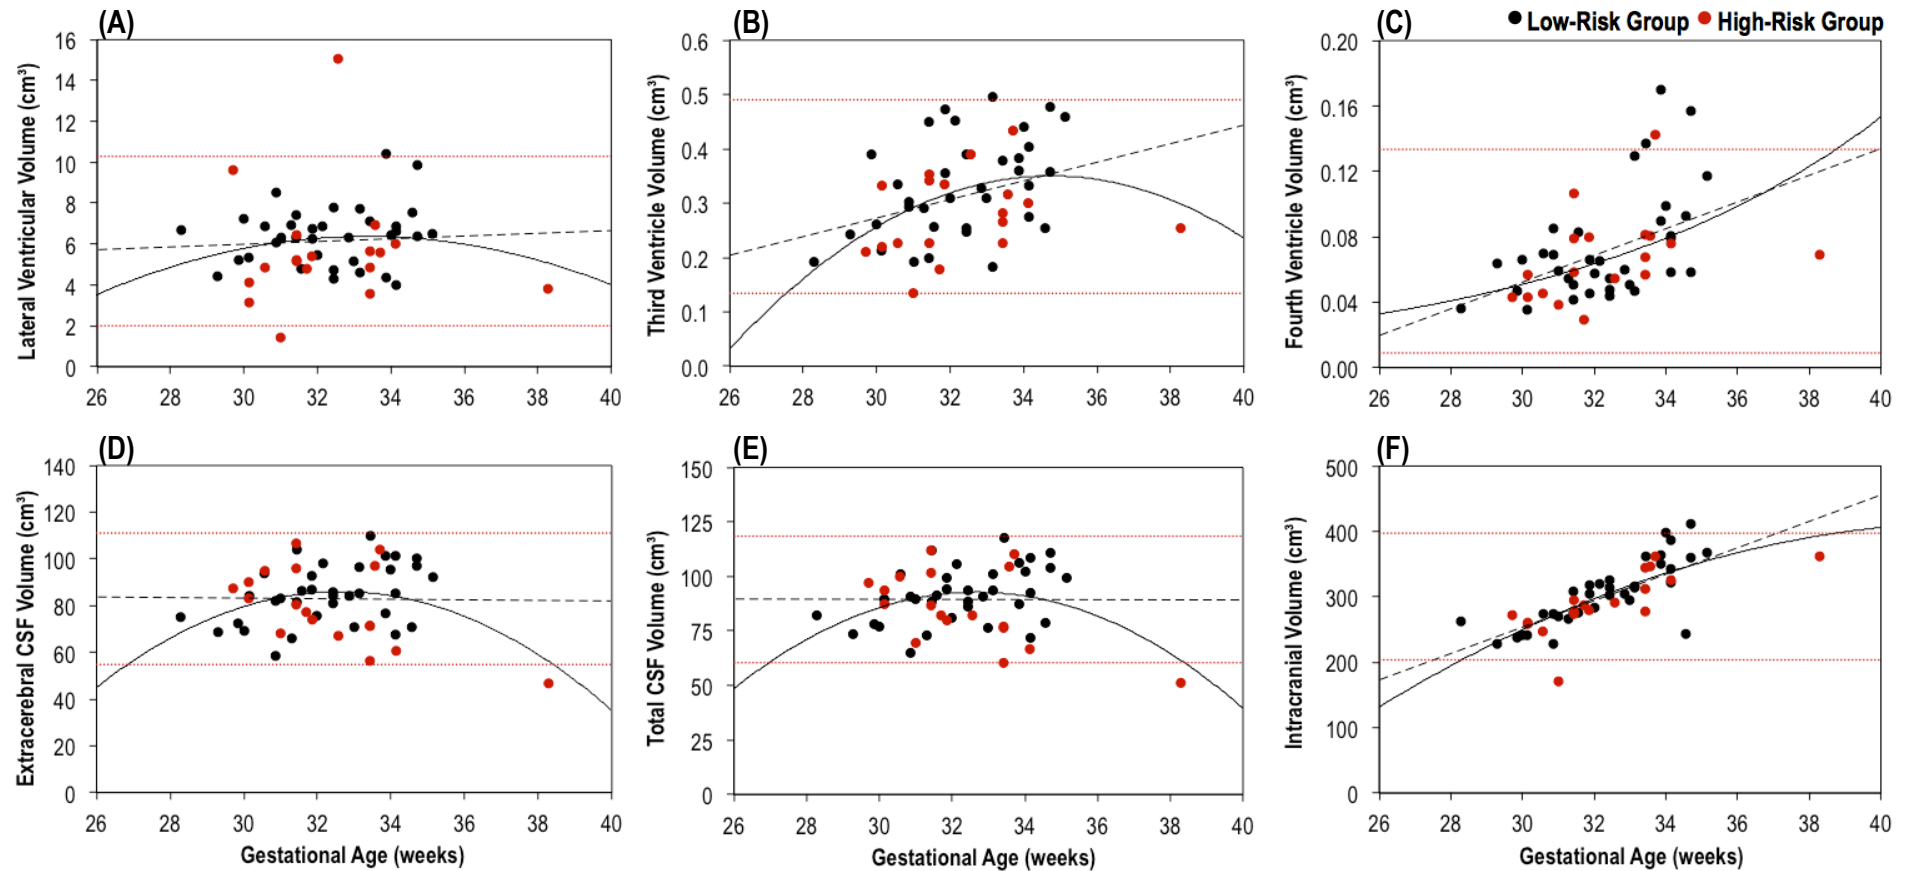 (A) (B) (C) Low-Risk Group High-Risk Group
Lateral Ventricular Volume (cm³)
16
14
12
10
8
6
4
2
0
26 30 32 34 36 38 40
Third Ventricle Volume (cm³)
0.6
0.5
0.4
0.3
0.2
0.1
0.0
26 30 32 34 36 38 40
Fourth Ventricle Volume (cm³)
0.20
0.16
0.12
0.08
0.04
0.00
26 30 32 34 36 38 40
(D) (E) (F)
Extracerebral CSF Volume (cm³)
140
120
100
80
60
40
20
0
26 28 30 32 34 36 38 40
Gestational Age (weeks)
Total CSF Volume (cm³)
150
125
100
75
50
25
0
26 28 30 32 34 36 38 40
Gestational Age (weeks)
Intracranial Volume (cm³)
500
400
300
200
100
0
26 28 30 32 34 36 38 40
Gestational Age (weeks)